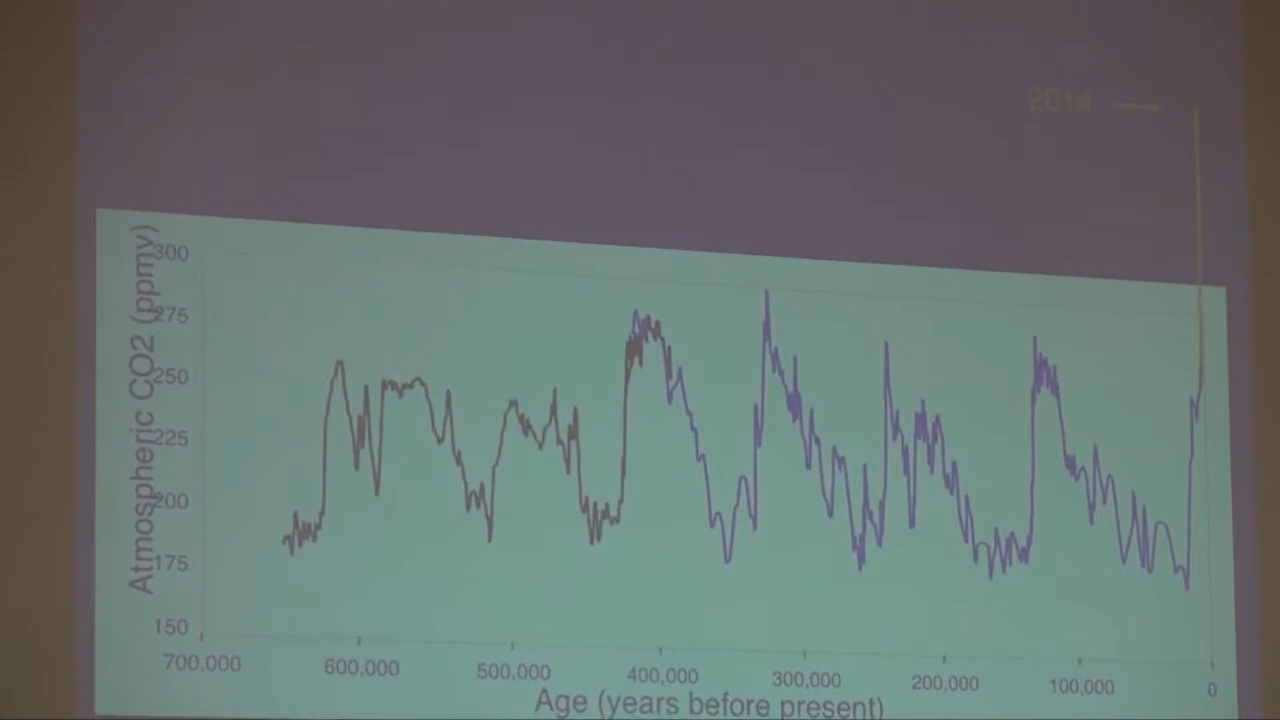 2014
Atmospheric CO2 (ppmv)
300
275
250
225
200
175
150
700,000 600,000 500,000 400,000 300,000 200,000 100,000 0
Age (years before present)